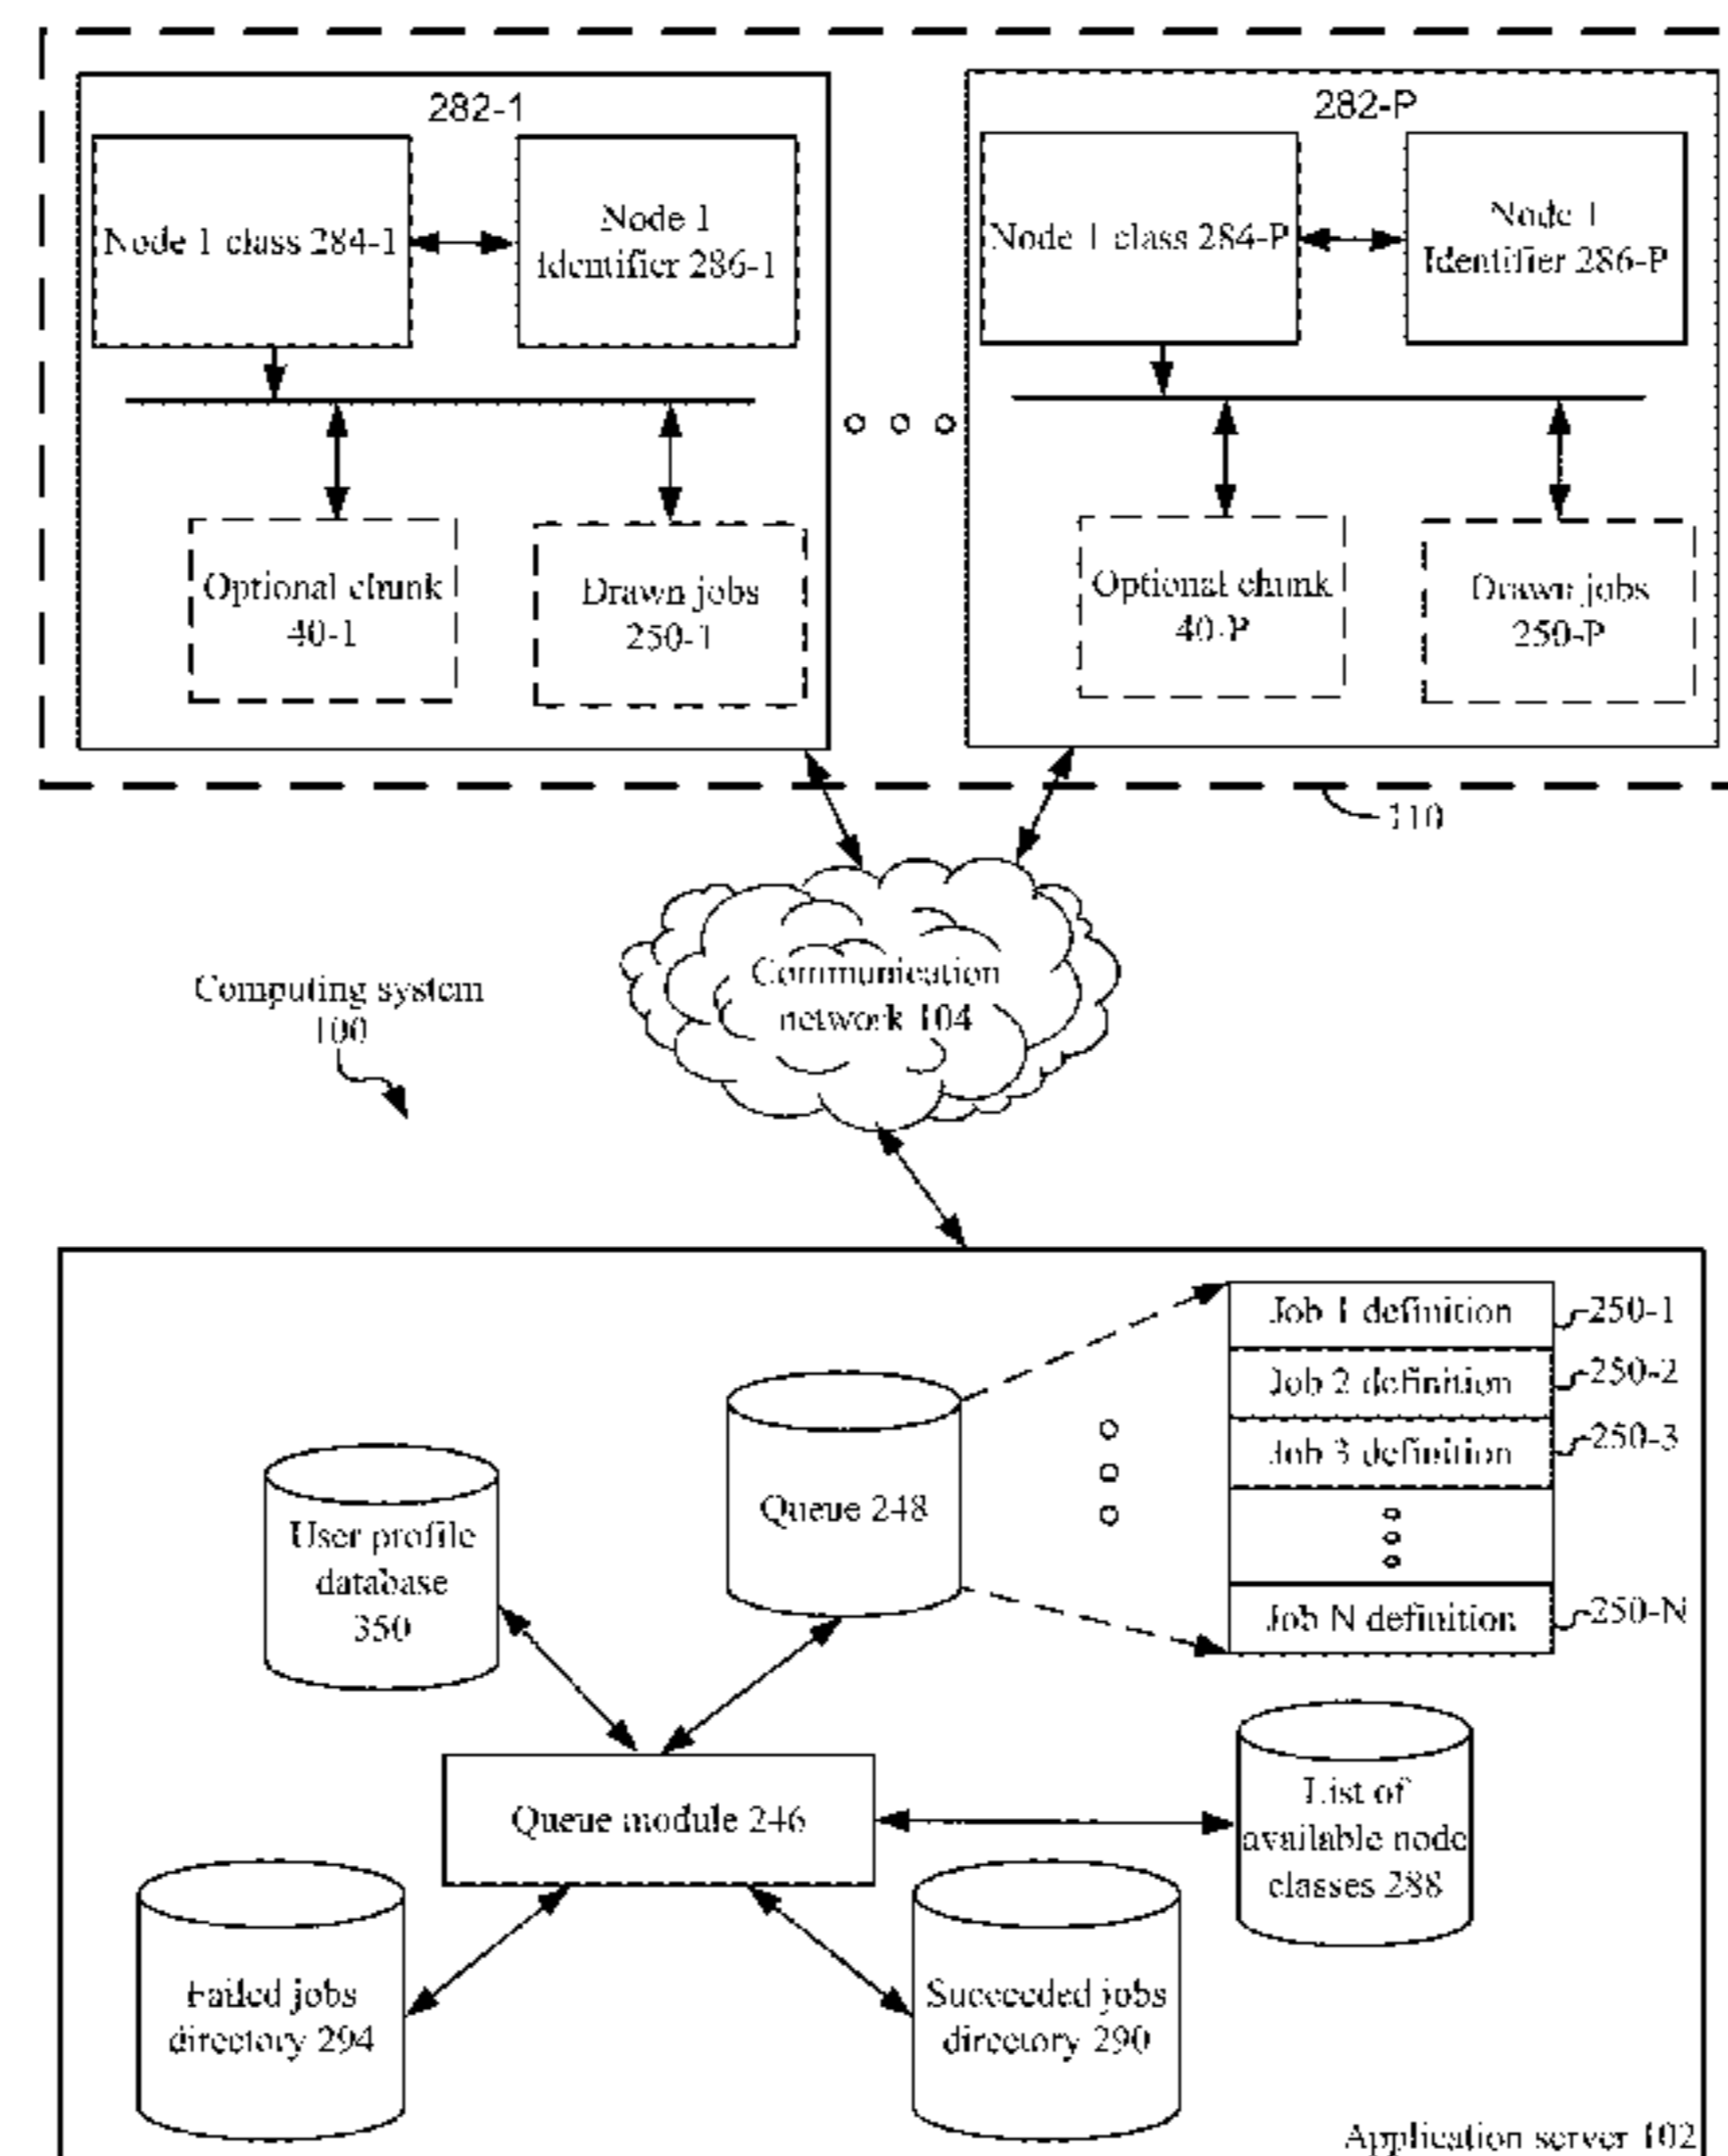 282-1
Node 1 class 284-1
Node 1
identifier 286-1
Optional chunk
40-1
Drawn jobs
250-1
282-P
Node 1 class 284-P
Node 1
Identifier 286-P
Optional chunk
40-P
Drawn jobs
250-P
110
Communication
network 104
Computing system
100
Job 1 definition
250-1
Job 2 definition
250-2
Job 3 definition
250-3
Job N definition
250-N
Queue 248
User profile
database
350
Queue module 246
List of
available node
classes 288
Failed jobs
directory 294
Succeeded jobs
directory 290
Application server 102